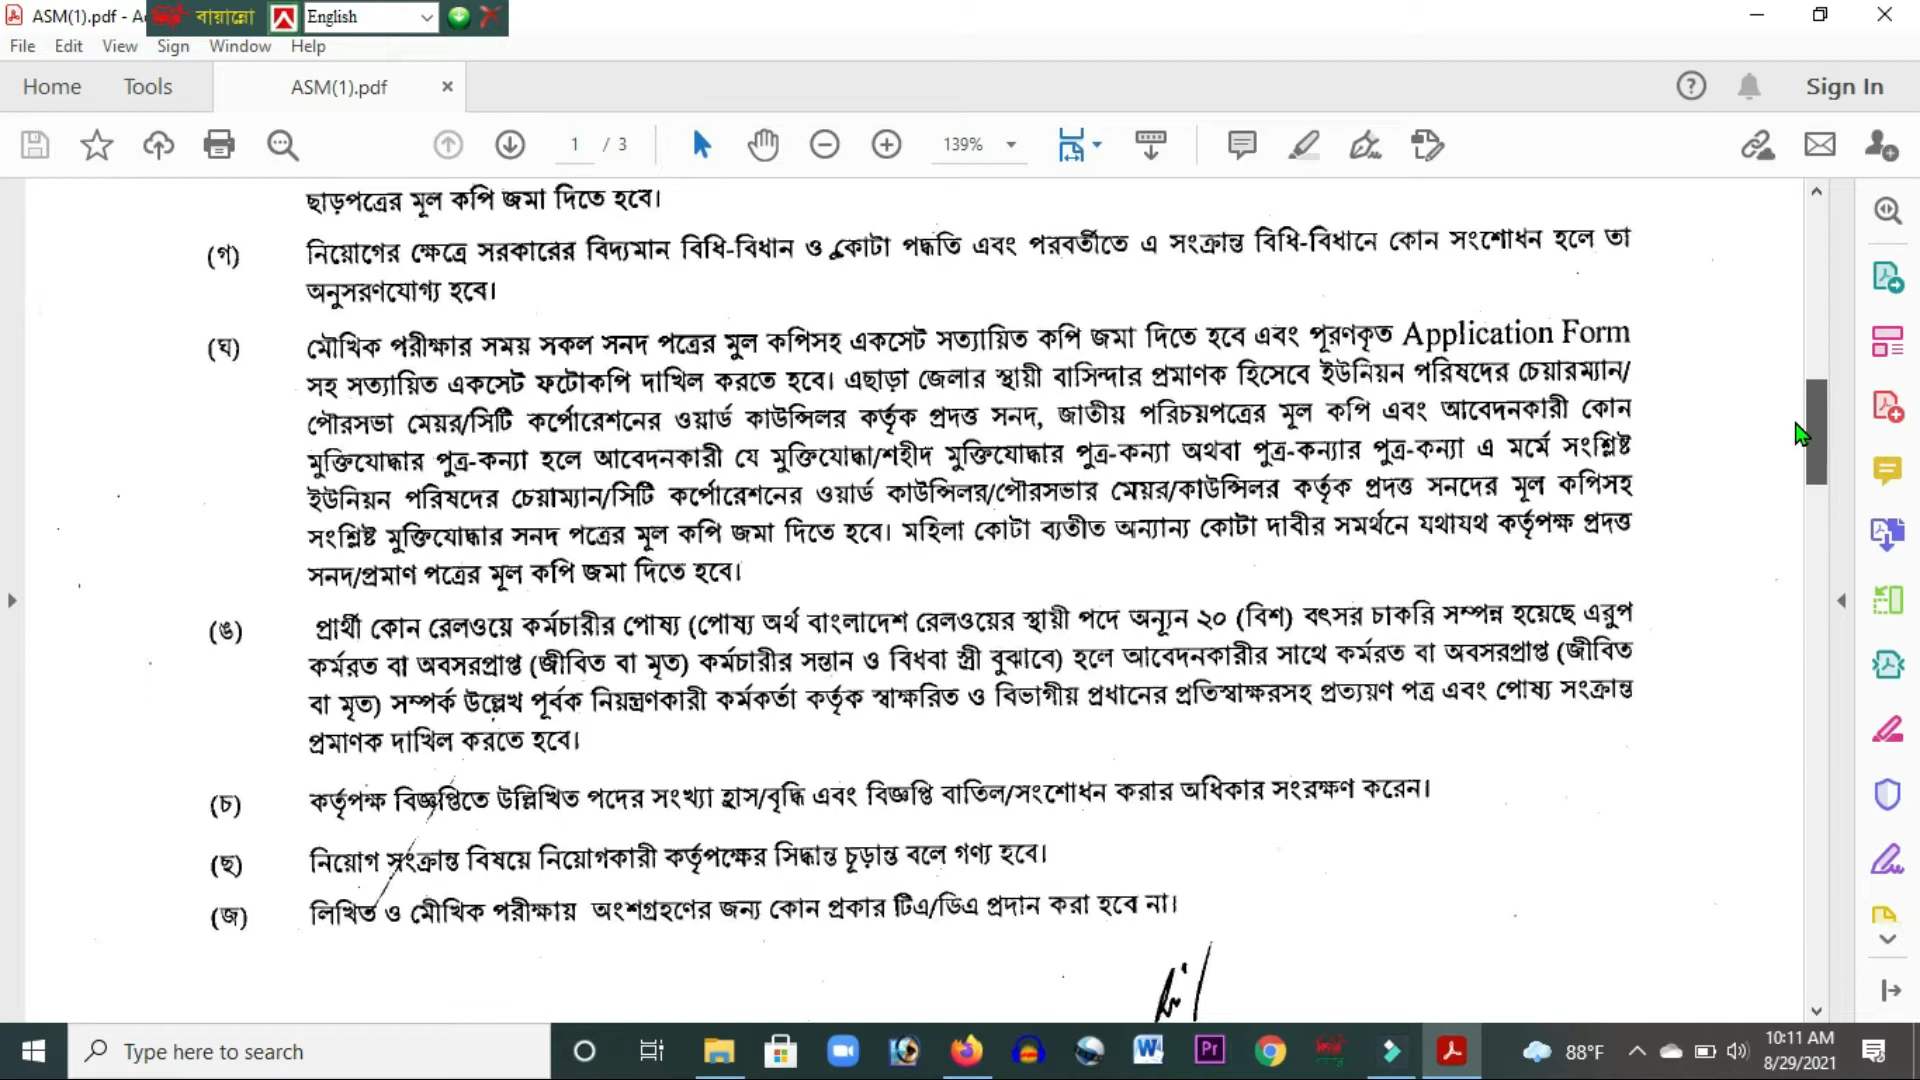 ASM(1).pdf - A
বায়ান্নো
English
File Edit View Sign Window Help
Home Tools ASM(1).pdf Sign In
1 / 3 139%
ছাড়পত্রের মূল কপি জমা দিতে হবে।
(গ) নিয়োগের ক্ষেত্রে সরকারের বিদ্যমান বিধি-বিধান ও কোটা পদ্ধতি এবং পরবর্তীতে এ সংক্রান্ত বিধি-বিধানে কোন সংশোধন হলে তা
অনুসরণযোগ্য হবে।
(ঘ) মৌখিক পরীক্ষার সময় সকল সনদ পত্রের মুল কপিসহ একসেট সত্যায়িত কপি জমা দিতে হবে এবং পূরণকৃত Application Form
সহ সত্যায়িত একসেট ফটোকপি দাখিল করতে হবে। এছাড়া জেলার স্থায়ী বাসিন্দার প্রমাণক হিসেবে ইউনিয়ন পরিষদের চেয়ারম্যান/
পৌরসভা মেয়র/সিটি কর্পোরেশনের ওয়ার্ড কাউন্সিলর কর্তৃক প্রদত্ত সনদ, জাতীয় পরিচয়পত্রের মূল কপি এবং আবেদনকারী কোন
মুক্তিযোদ্ধার পুত্র-কন্যা হলে আবেদনকারী যে মুক্তিযোদ্ধা/শহীদ মুক্তিযোদ্ধার পুত্র-কন্যা অথবা পুত্র-কন্যার পুত্র-কন্যা এ মর্মে সংশ্লিষ্ট
ইউনিয়ন পরিষদের চেয়াম্যান/সিটি কর্পোরেশনের ওয়ার্ড কাউন্সিলর/পৌরসভার মেয়র/কাউন্সিলর কর্তৃক প্রদত্ত সনদের মূল কপিসহ
সংশ্লিষ্ট মুক্তিযোদ্ধার সনদ পত্রের মূল কপি জমা দিতে হবে। মহিলা কোটা ব্যতীত অন্যান্য কোটা দাবীর সমর্থনে যথাযথ কর্তৃপক্ষ প্রদত্ত
সনদ/প্রমাণ পত্রের মূল কপি জমা দিতে হবে।
(ঙ) প্রার্থী কোন রেলওয়ে কর্মচারীর পোষ্য (পোষ্য অর্থ বাংলাদেশ রেলওয়ের স্থায়ী পদে অন্যূন ২০ (বিশ) বৎসর চাকরি সম্পন্ন হয়েছে এরুপ
কর্মরত বা অবসরপ্রাপ্ত (জীবিত বা মৃত) কর্মচারীর সন্তান ও বিধবা স্ত্রী বুঝাবে) হলে আবেদনকারীর সাথে কর্মরত বা অবসরপ্রাপ্ত (জীবিত
বা মৃত) সম্পর্ক উল্লেখ পূর্বক নিয়ন্ত্রণকারী কর্মকর্তা কর্তৃক স্বাক্ষরিত ও বিভাগীয় প্রধানের প্রতিস্বাক্ষরসহ প্রত্যয়ণ পত্র এবং পোষ্য সংক্রান্ত
প্রমাণক দাখিল করতে হবে।
(চ) কর্তৃপক্ষ বিজ্ঞপ্তিতে উল্লিখিত পদের সংখ্যা হ্রাস/বৃদ্ধি এবং বিজ্ঞপ্তি বাতিল/সংশোধন করার অধিকার সংরক্ষণ করেন।
(ছ) নিয়োগ সংক্রান্ত বিষয়ে নিয়োগকারী কর্তৃপক্ষের সিদ্ধান্ত চূড়ান্ত বলে গণ্য হবে।
(জ) লিখিত ও মৌখিক পরীক্ষায় অংশগ্রহণের জন্য কোন প্রকার টিএ/ডিএ প্রদান করা হবে না।
Type here to search
88°F
10:11 AM
8/29/2021